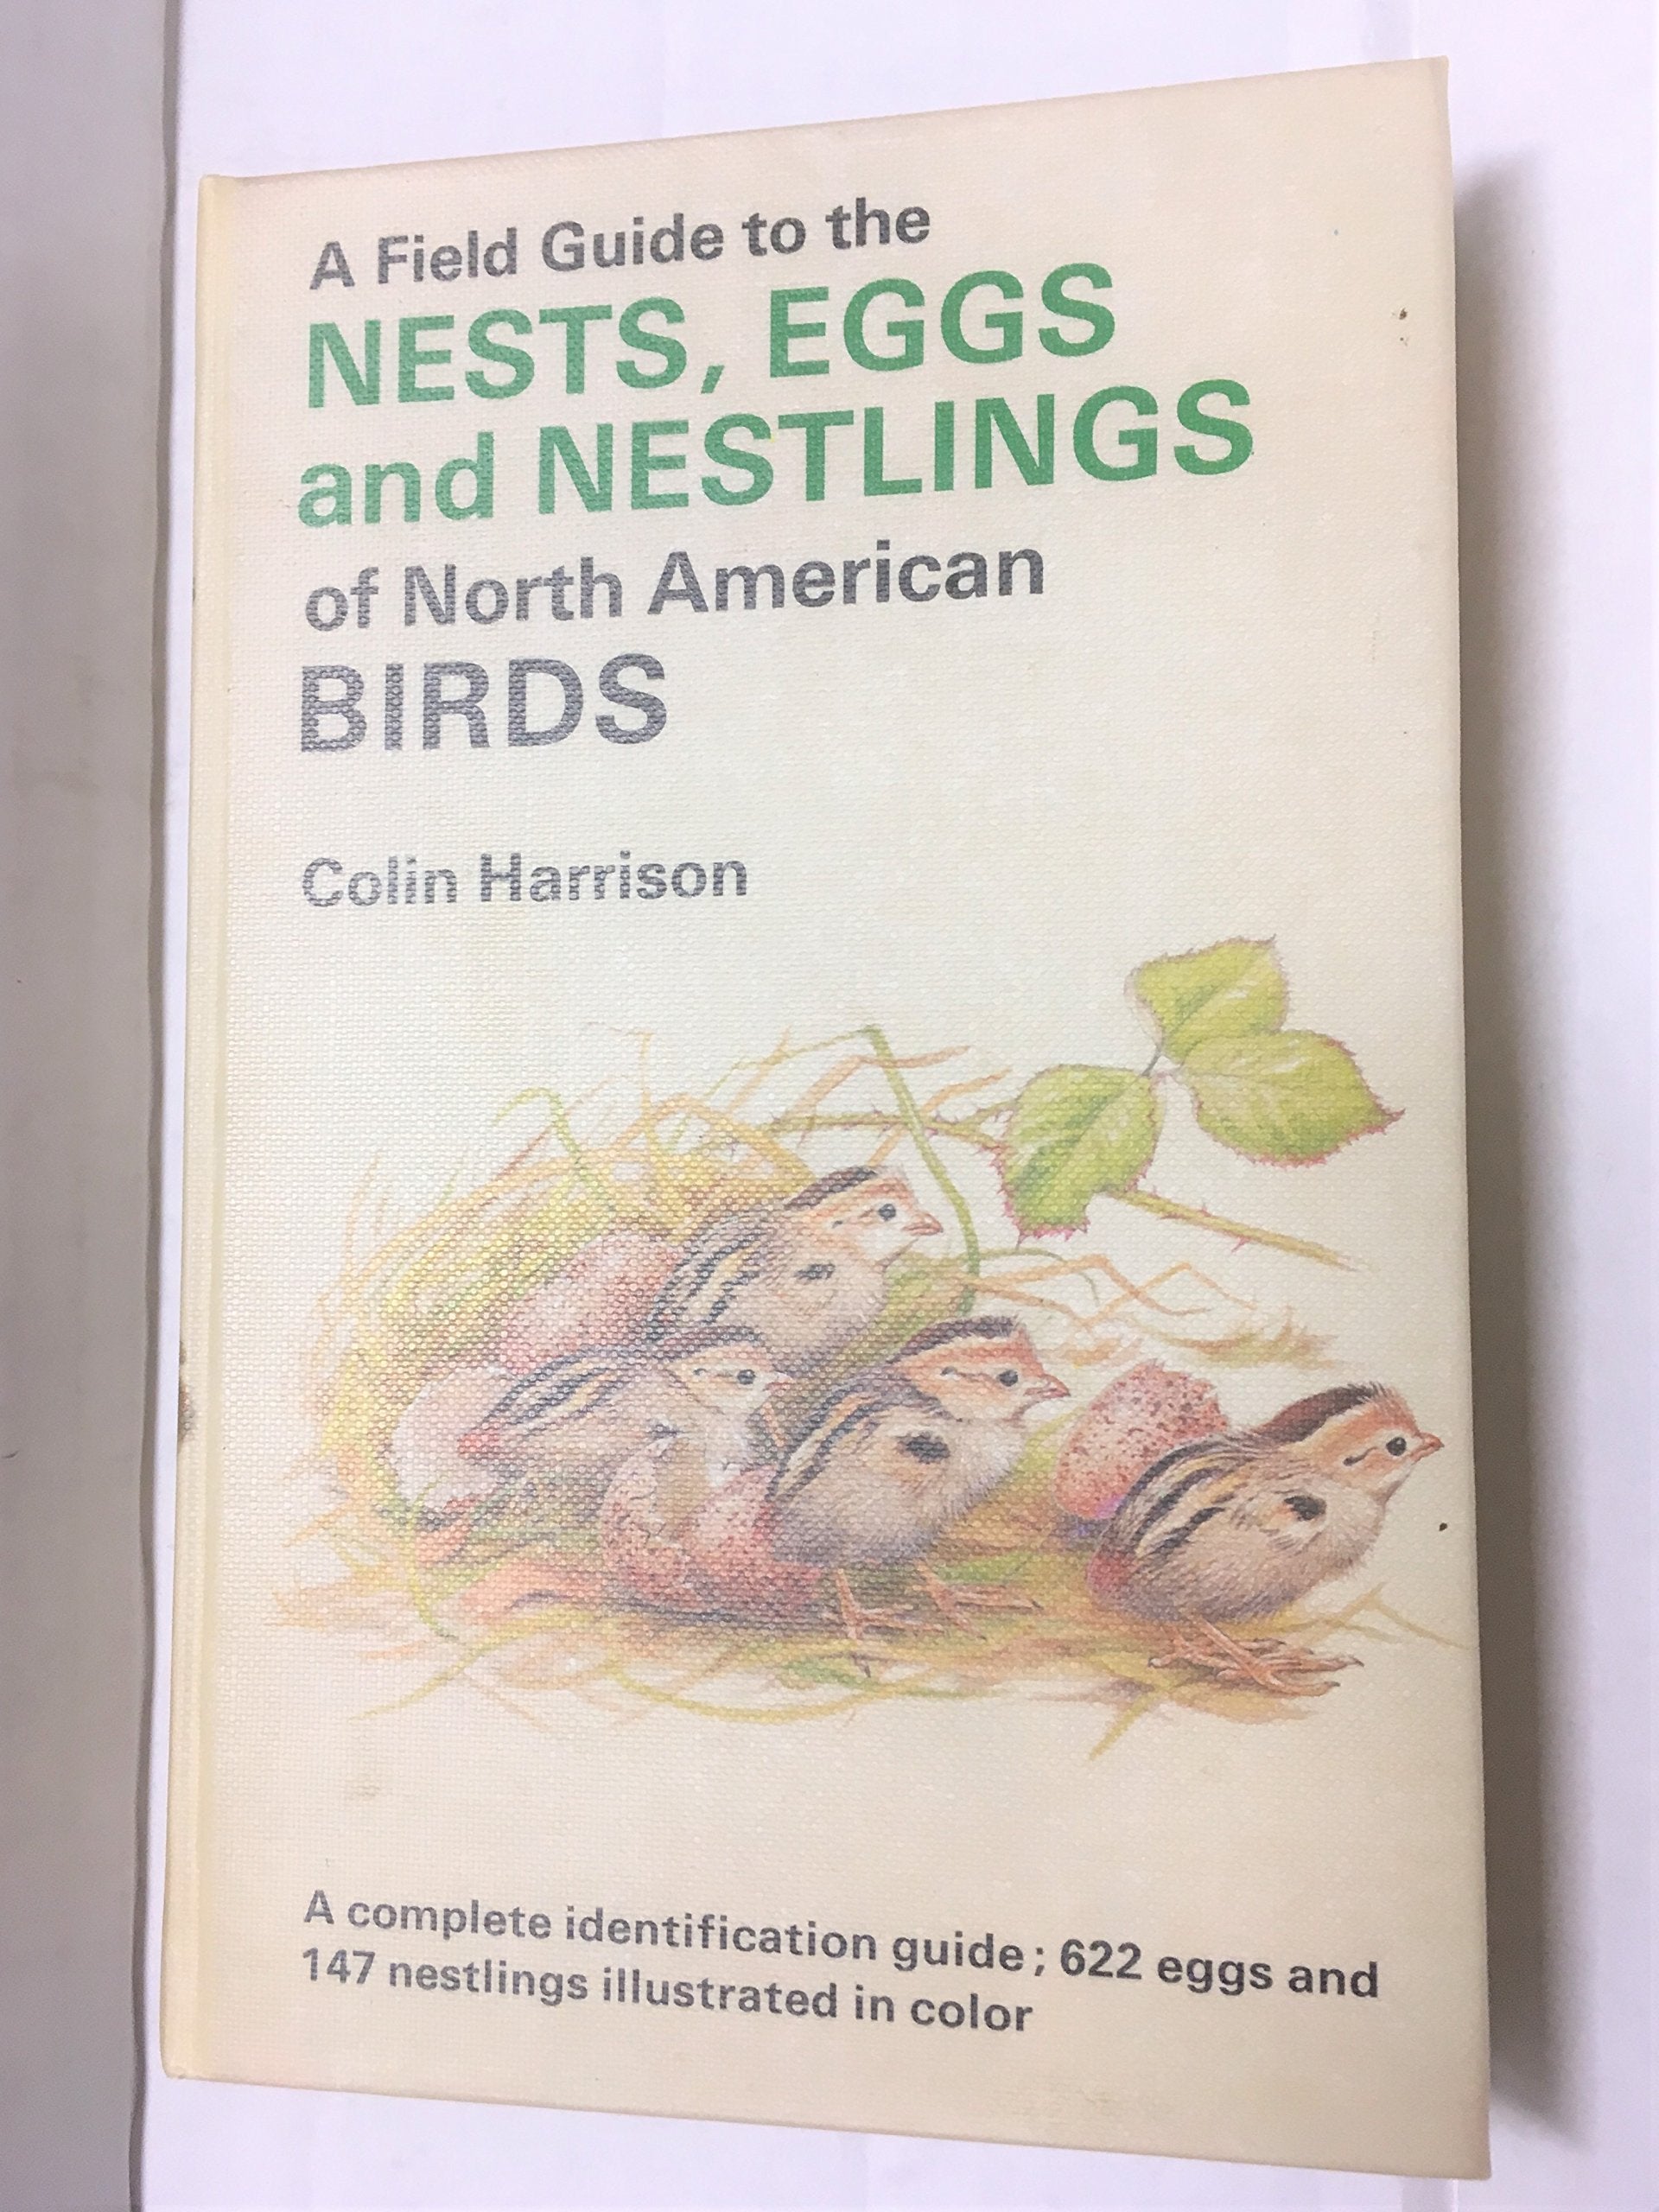 A Field Guide to the
NESTS, EGGS
and NESTLINGS
of North American
BIRDS
Colin Harrison
A complete identification guide; 622 eggs and
147 nestlings illustrated in color